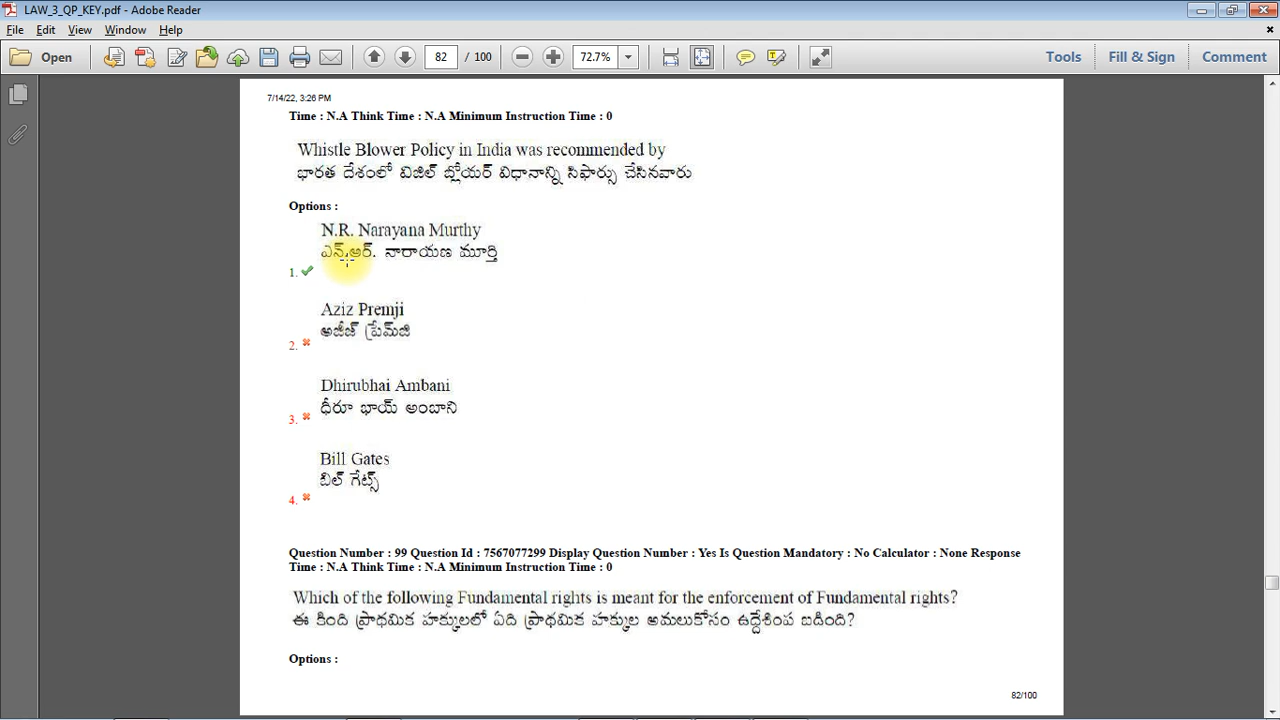 LAW_3_QP_KEY.pdf - Adobe Reader
File Edit View Window Help
Open 82 / 100 72.7% Tools Fill & Sign Comment
7/14/22, 3:26 PM
Time : N.A Think Time : N.A Minimum Instruction Time : 0
Whistle Blower Policy in India was recommended by
భారత దేశంలో విజిల్ బ్లోయర్ విధానాన్ని సిఫార్సు చేసినవారు
Options :
N.R. Narayana Murthy
ఎన్.ఆర్. నారాయణ మూర్తి
1.
Aziz Premji
అజీజ్ ప్రేమ్‌జి
2.
Dhirubhai Ambani
ధీరూ భాయ్ అంబాని
3.
Bill Gates
బిల్ గేట్స్
4.
Question Number : 99 Question Id : 7567077299 Display Question Number : Yes Is Question Mandatory : No Calculator : None Response
Time : N.A Think Time : N.A Minimum Instruction Time : 0
Which of the following Fundamental rights is meant for the enforcement of Fundamental rights?
ఈ కింది ప్రాథమిక హక్కులలో ఏది ప్రాథమిక హక్కుల అమలుకోసం ఉద్దేశింప బడింది?
Options :
82/100